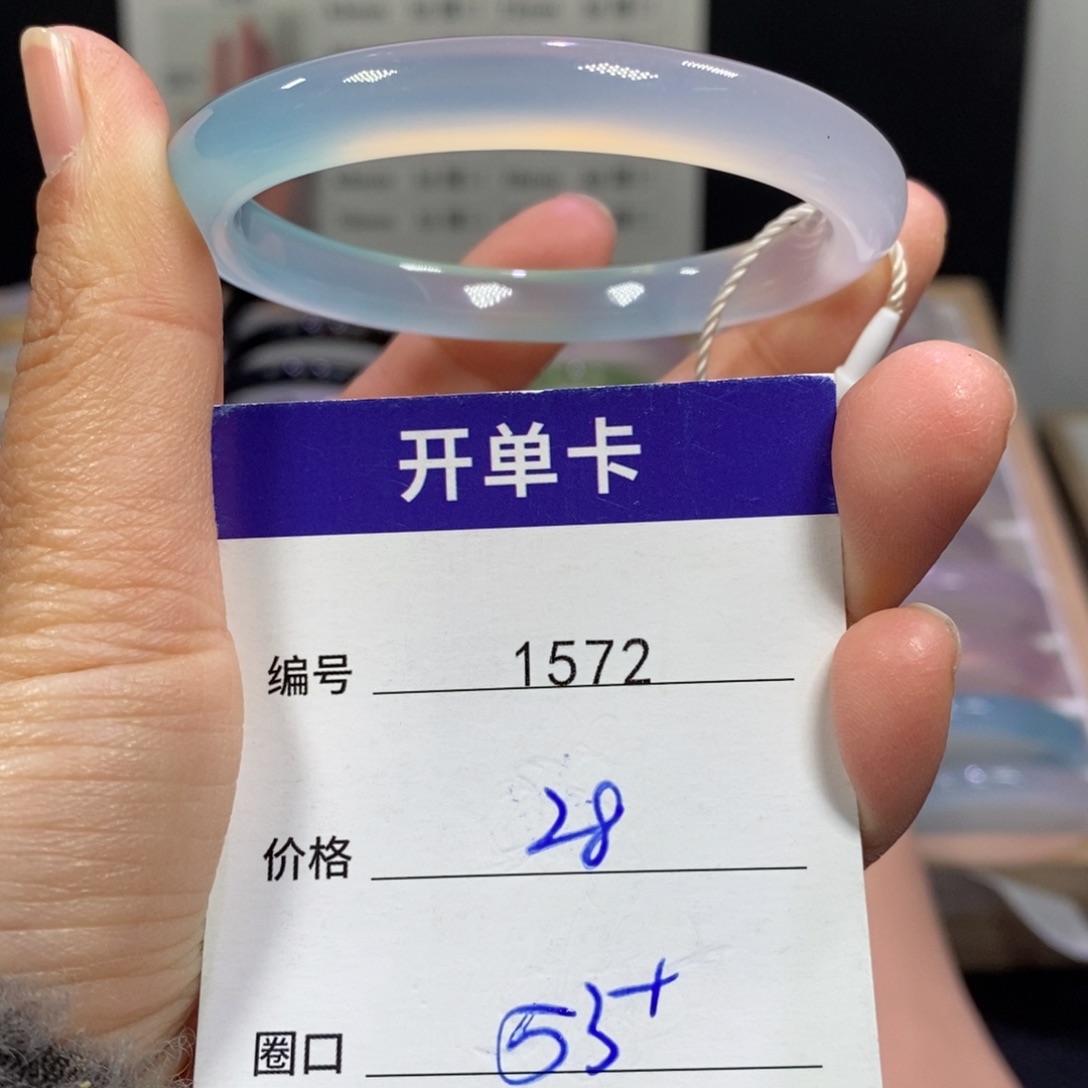 开单卡
编号 1572
价格 28
圈口 53+